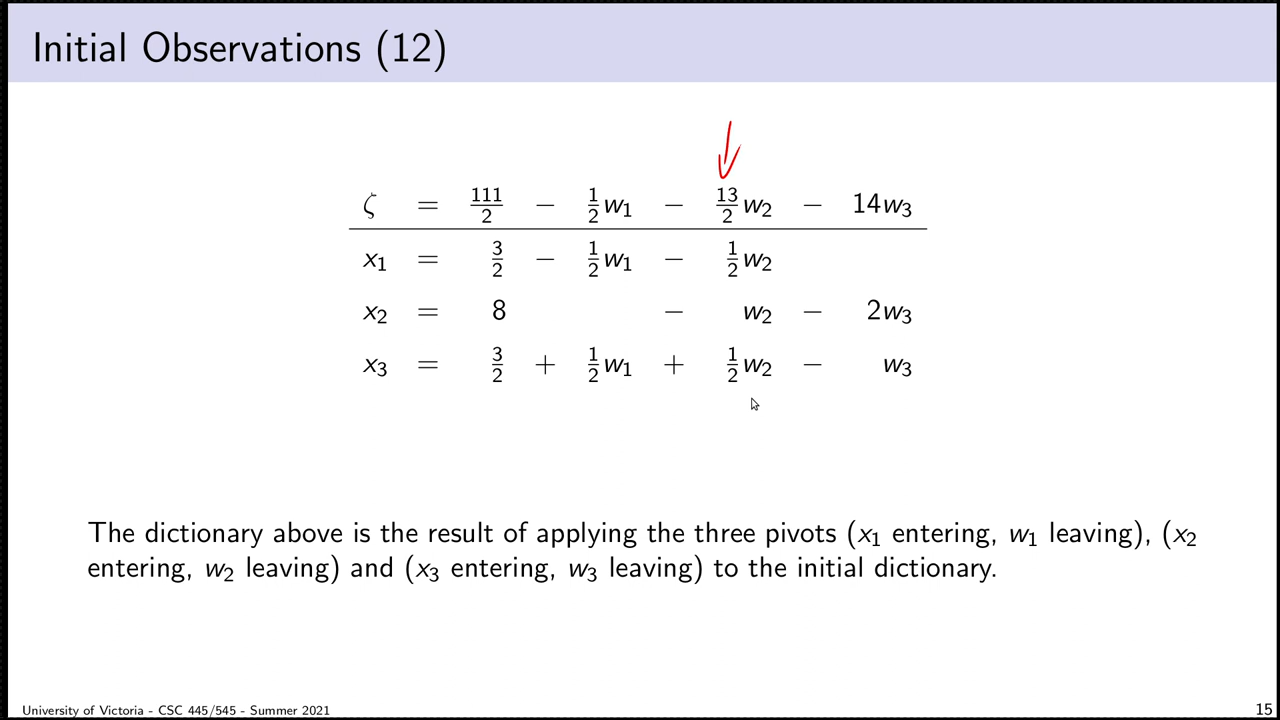 Initial Observations (12)
ζ = 111/2 − 1/2 w₁ − 13/2 w₂ − 14w₃
x₁ = 3/2 − 1/2 w₁ − 1/2 w₂
x₂ = 8 − w₂ − 2w₃
x₃ = 3/2 + 1/2 w₁ + 1/2 w₂ − w₃
The dictionary above is the result of applying the three pivots (x₁ entering, w₁ leaving), (x₂
entering, w₂ leaving) and (x₃ entering, w₃ leaving) to the initial dictionary.
University of Victoria - CSC 445/545 - Summer 2021
15